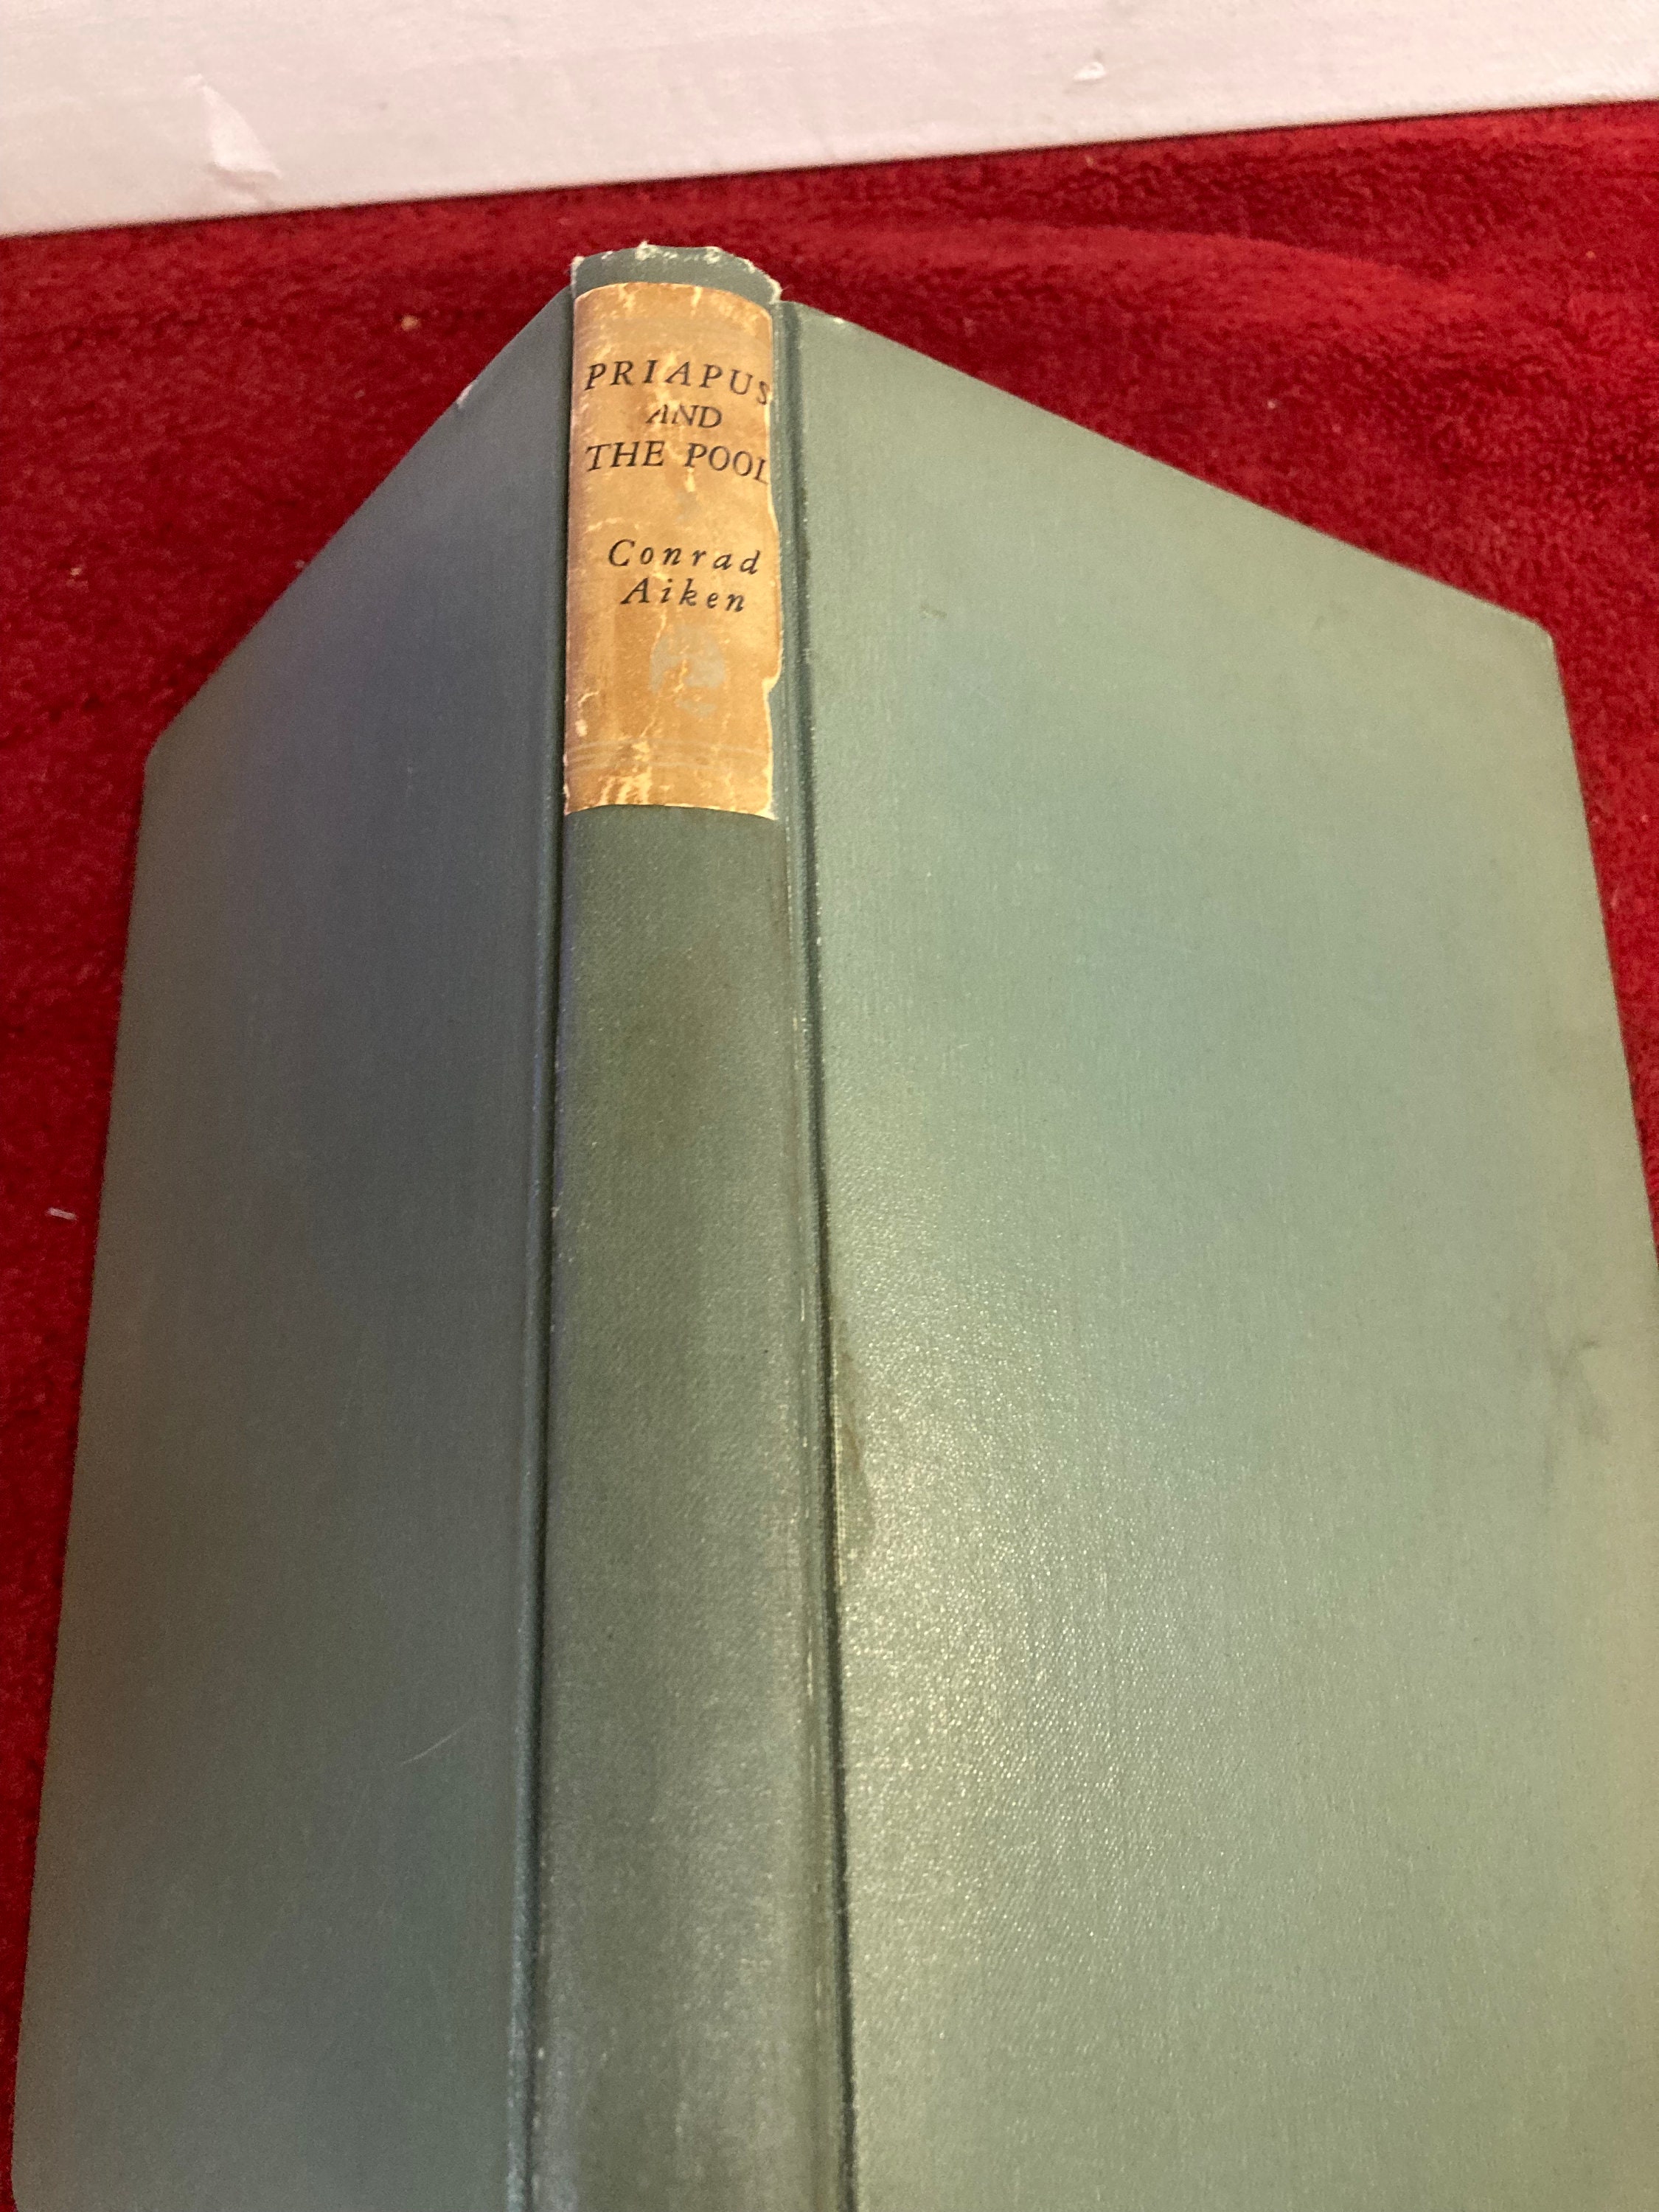 PRIAPUS
AND
THE POOL
Conrad
Aiken